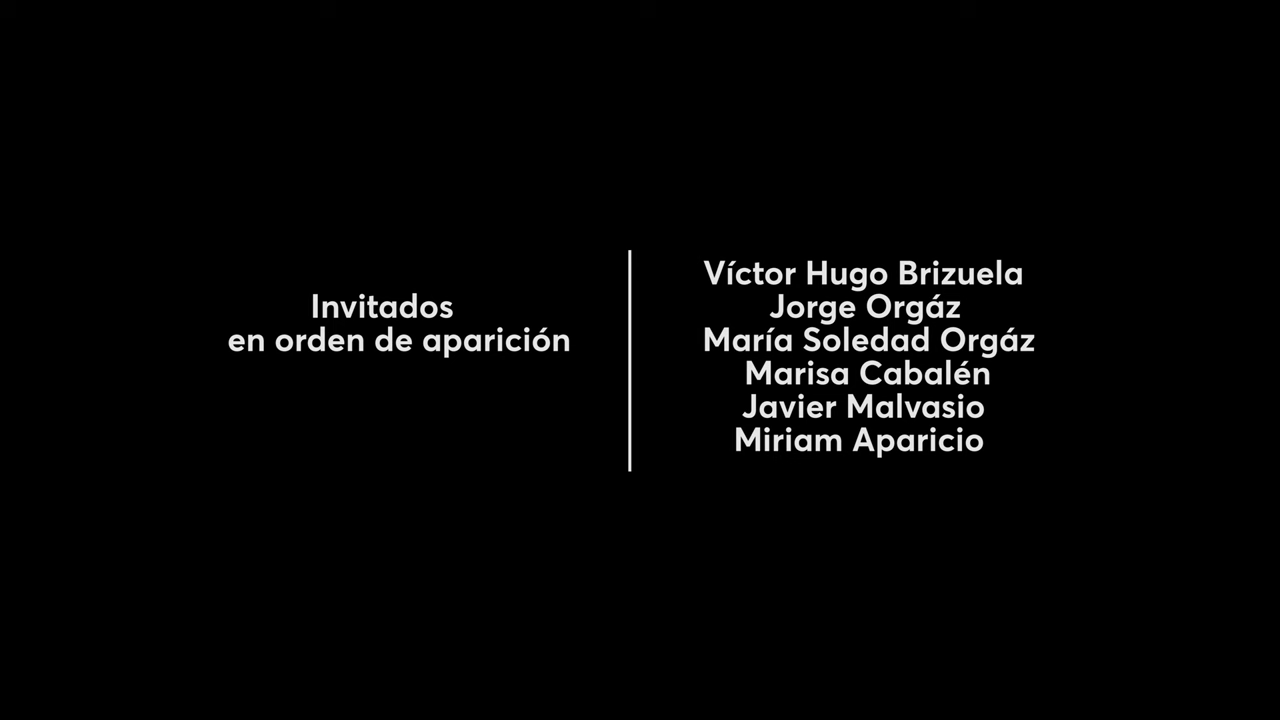 Invitados
en orden de aparición
Víctor Hugo Brizuela
Jorge Orgáz
María Soledad Orgáz
Marisa Cabalén
Javier Malvasio
Miriam Aparicio